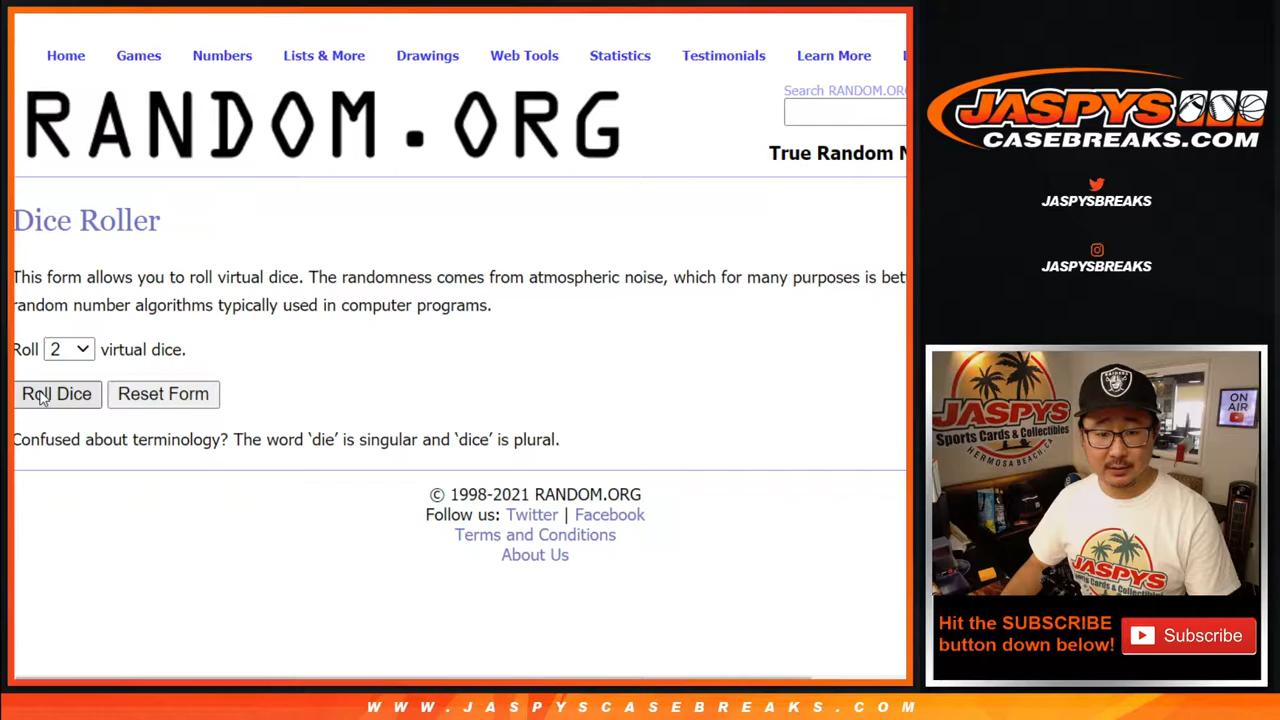 Home Games Numbers Lists & More Drawings Web Tools Statistics Testimonials Learn More
RANDOM.ORG
Search RANDOM.ORG
True Random N
Dice Roller
This form allows you to roll virtual dice. The randomness comes from atmospheric noise, which for many purposes is bet
random number algorithms typically used in computer programs.
Roll 2 virtual dice.
Roll Dice Reset Form
Confused about terminology? The word ‘die’ is singular and ‘dice’ is plural.
© 1998-2021 RANDOM.ORG
Follow us: Twitter | Facebook
Terms and Conditions
About Us
JASPYS
CASEBREAKS.COM
JASPYSBREAKS
JASPYSBREAKS
JASPYS
Sports Cards & Collectibles
HERMOSA BEACH, CA
RAIDERS
ON AIR
JASPYS
Hit the SUBSCRIBE
button down below!
Subscribe
WWW.JASPYSCASEBREAKS.COM